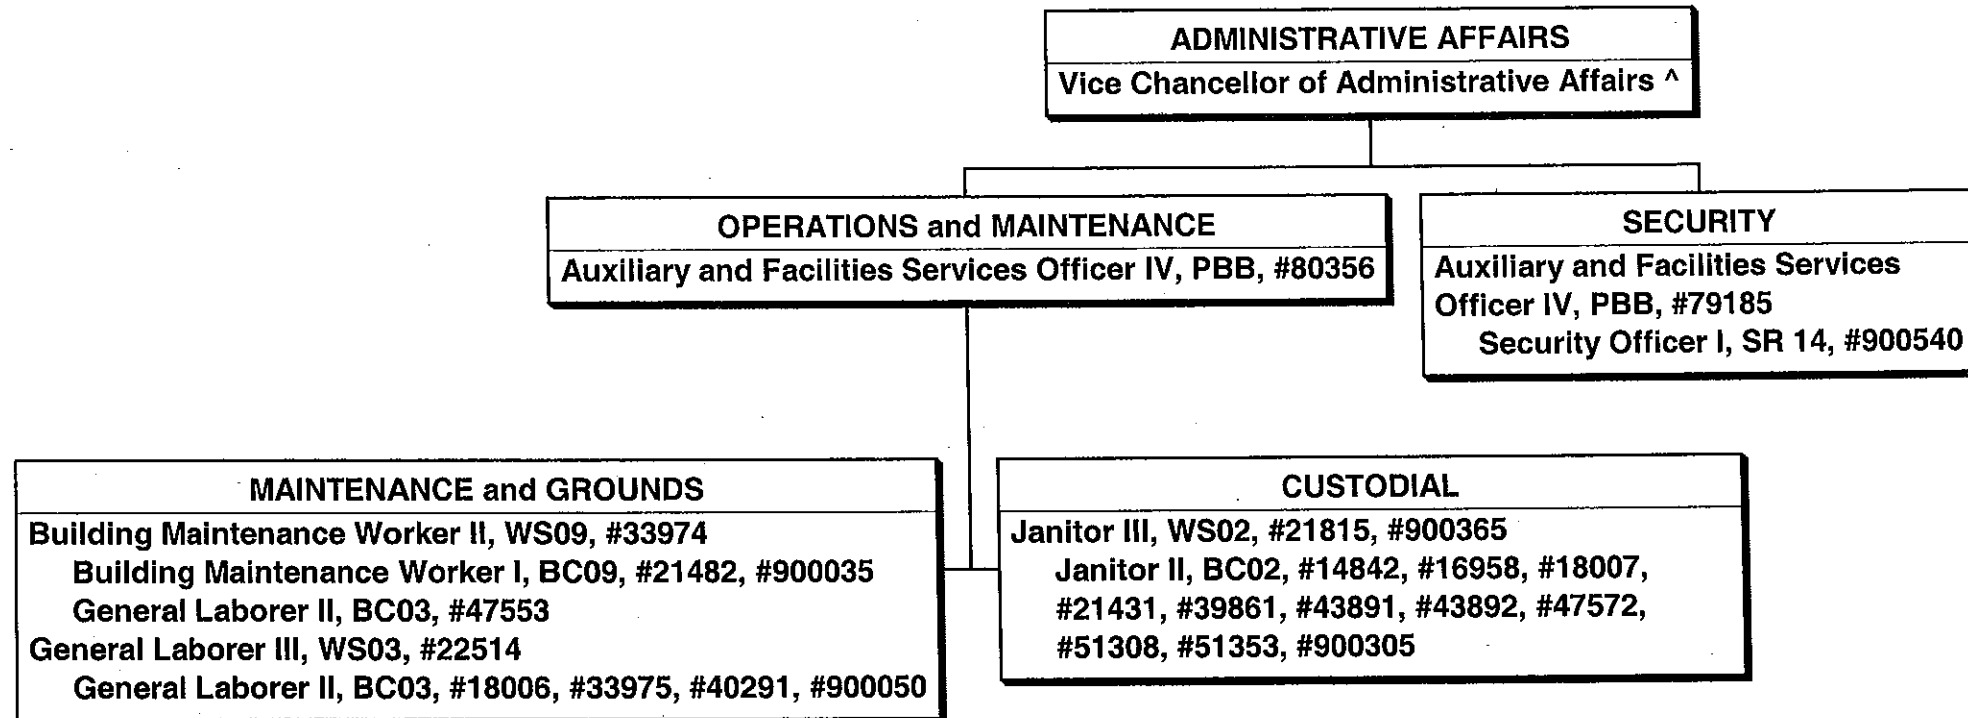 ADMINISTRATIVE AFFAIRS
Vice Chancellor of Administrative Affairs ^
OPERATIONS and MAINTENANCE
Auxiliary and Facilities Services Officer IV, PBB, #80356
SECURITY
Auxiliary and Facilities Services
Officer IV, PBB, #79185
Security Officer I, SR 14, #900540
MAINTENANCE and GROUNDS
Building Maintenance Worker II, WS09, #33974
Building Maintenance Worker I, BC09, #21482, #900035
General Laborer II, BC03, #47553
General Laborer III, WS03, #22514
General Laborer II, BC03, #18006, #33975, #40291, #900050
CUSTODIAL
Janitor III, WS02, #21815, #900365
Janitor II, BC02, #14842, #16958, #18007,
#21431, #39861, #43891, #43892, #47572,
#51308, #51353, #900305